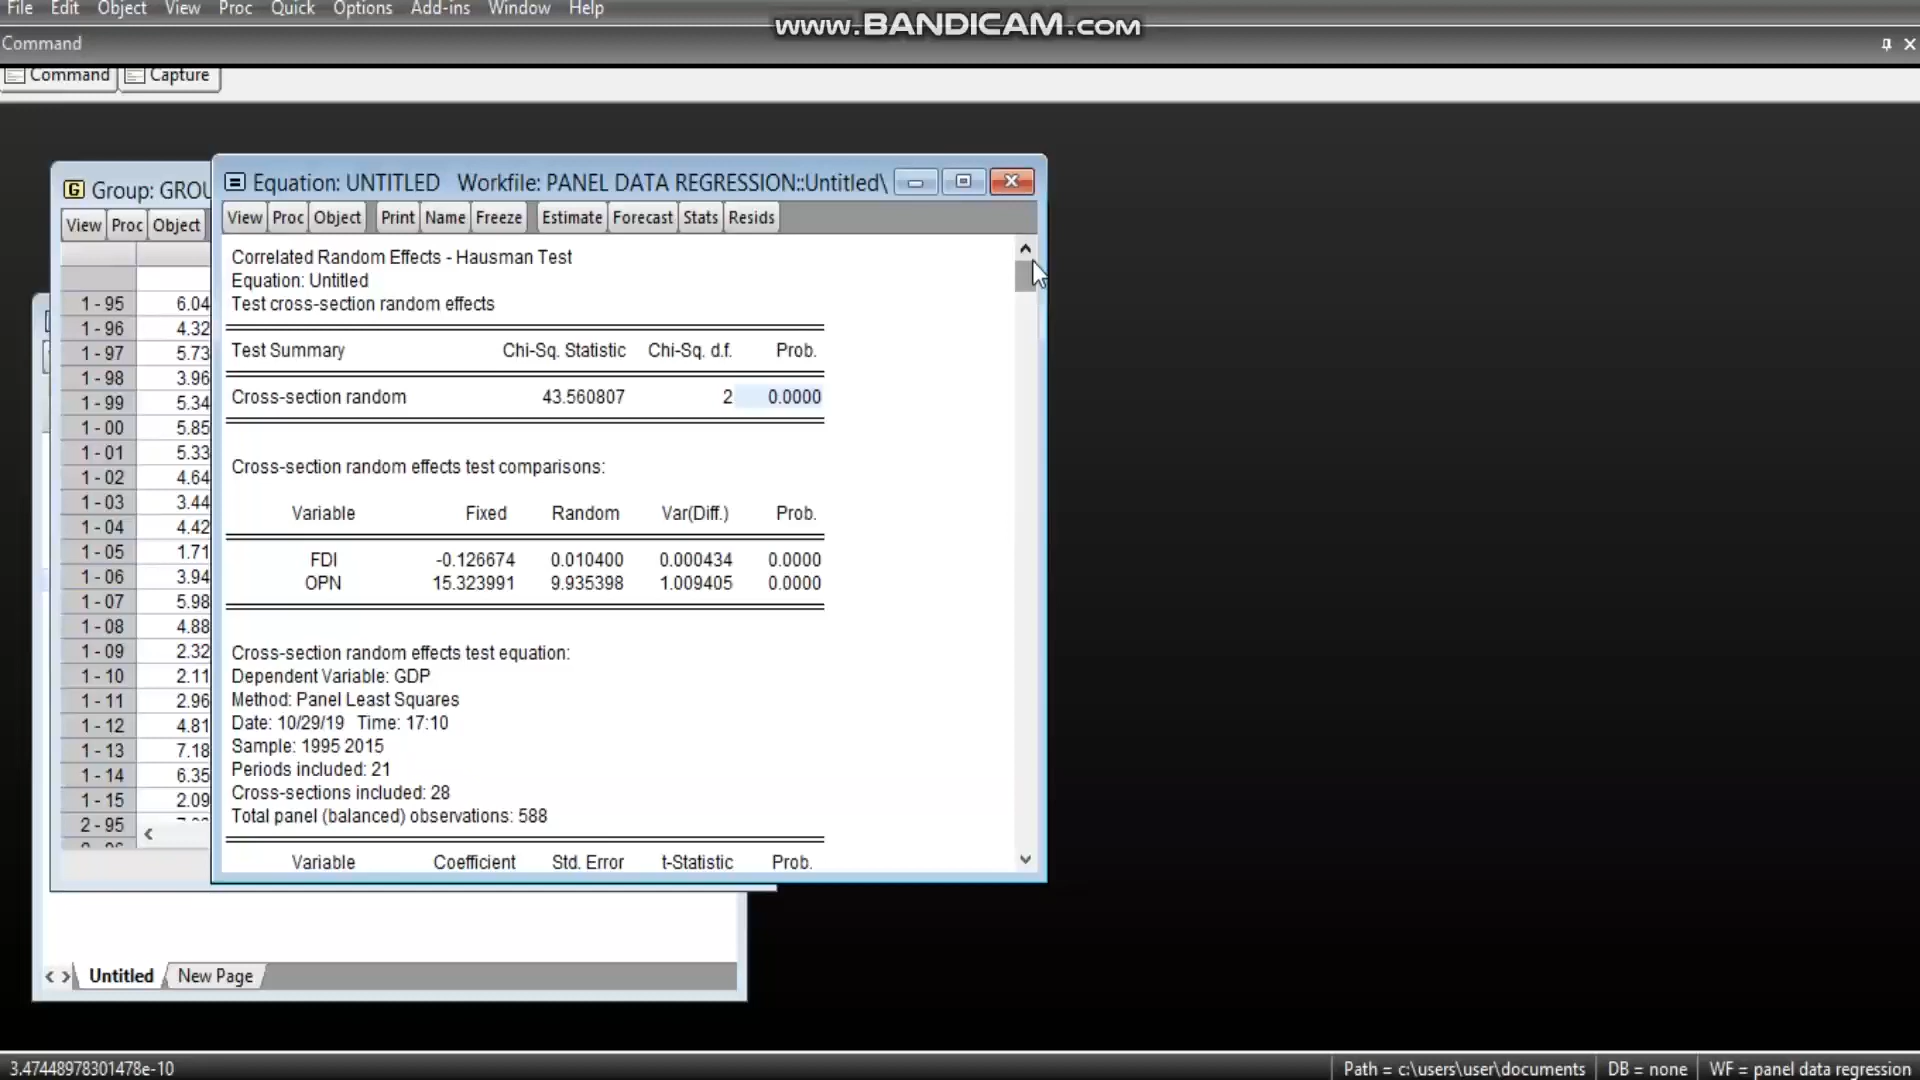 File Edit Object View Proc Quick Options Add-ins Window Help
www.BANDICAM.com
Command
Command Capture
Group: GROU
View Proc Object
1 - 95 6.04
1 - 96 4.32
1 - 97 5.73
1 - 98 3.96
1 - 99 5.34
1 - 00 5.85
1 - 01 5.33
1 - 02 4.64
1 - 03 3.44
1 - 04 4.42
1 - 05 1.71
1 - 06 3.94
1 - 07 5.98
1 - 08 4.88
1 - 09 2.32
1 - 10 2.11
1 - 11 2.96
1 - 12 4.81
1 - 13 7.18
1 - 14 6.35
1 - 15 2.09
2 - 95
Equation: UNTITLED Workfile: PANEL DATA REGRESSION::Untitled\
View Proc Object Print Name Freeze Estimate Forecast Stats Resids
Correlated Random Effects - Hausman Test
Equation: Untitled
Test cross-section random effects
Test Summary Chi-Sq. Statistic Chi-Sq. d.f. Prob.
Cross-section random 43.560807 2 0.0000
Cross-section random effects test comparisons:
Variable Fixed Random Var(Diff.) Prob.
FDI -0.126674 0.010400 0.000434 0.0000
OPN 15.323991 9.935398 1.009405 0.0000
Cross-section random effects test equation:
Dependent Variable: GDP
Method: Panel Least Squares
Date: 10/29/19 Time: 17:10
Sample: 1995 2015
Periods included: 21
Cross-sections included: 28
Total panel (balanced) observations: 588
Variable Coefficient Std. Error t-Statistic Prob.
Untitled New Page
3.47448978301478e-10 Path = c:\users\user\documents DB = none WF = panel data regression